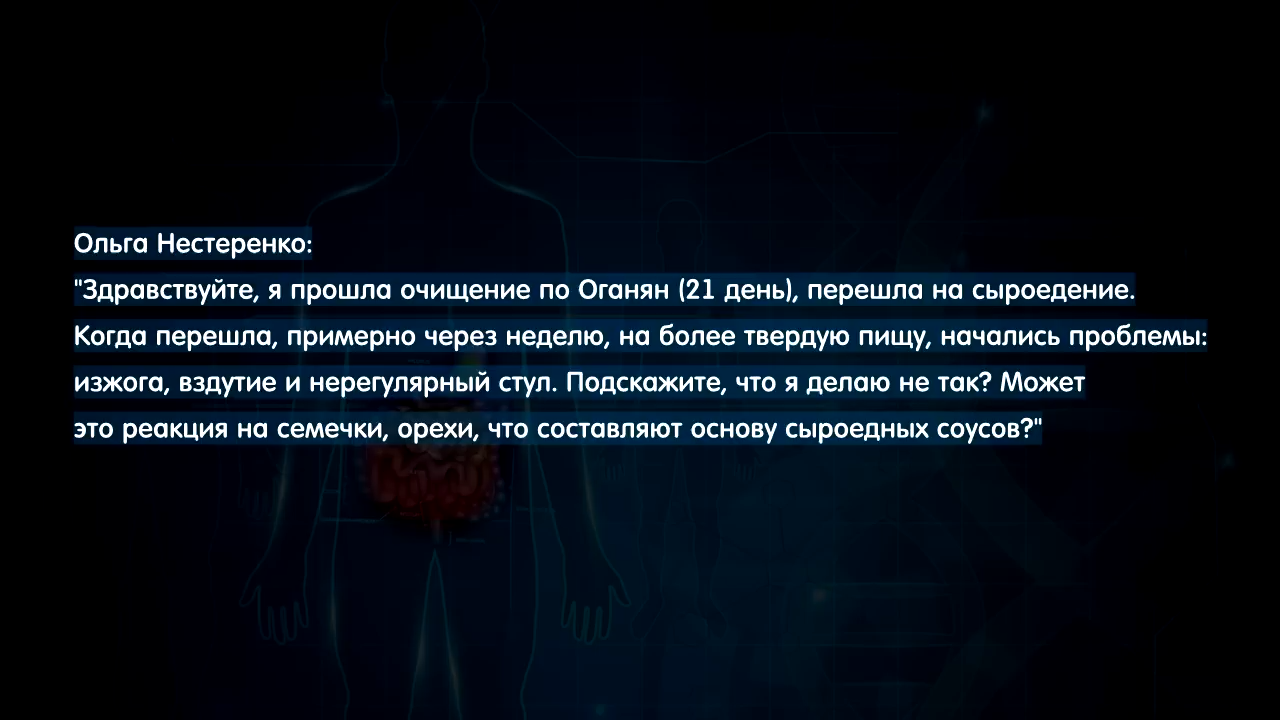 Ольга Нестеренко:
"Здравствуйте, я прошла очищение по Оганян (21 день), перешла на сыроедение.
Когда перешла, примерно через неделю, на более твердую пищу, начались проблемы:
изжога, вздутие и нерегулярный стул. Подскажите, что я делаю не так? Может
это реакция на семечки, орехи, что составляют основу сыроедных соусов?"